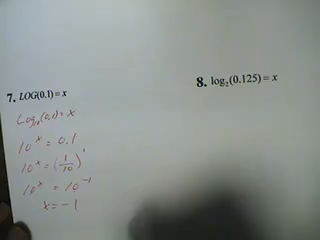 7. LOG(0.1) = x
Log₁₀(0.1) = x
10ˣ = 0.1
10ˣ = (1/10)¹
10ˣ = 10⁻¹
x = -1
8. log₂(0.125) = x